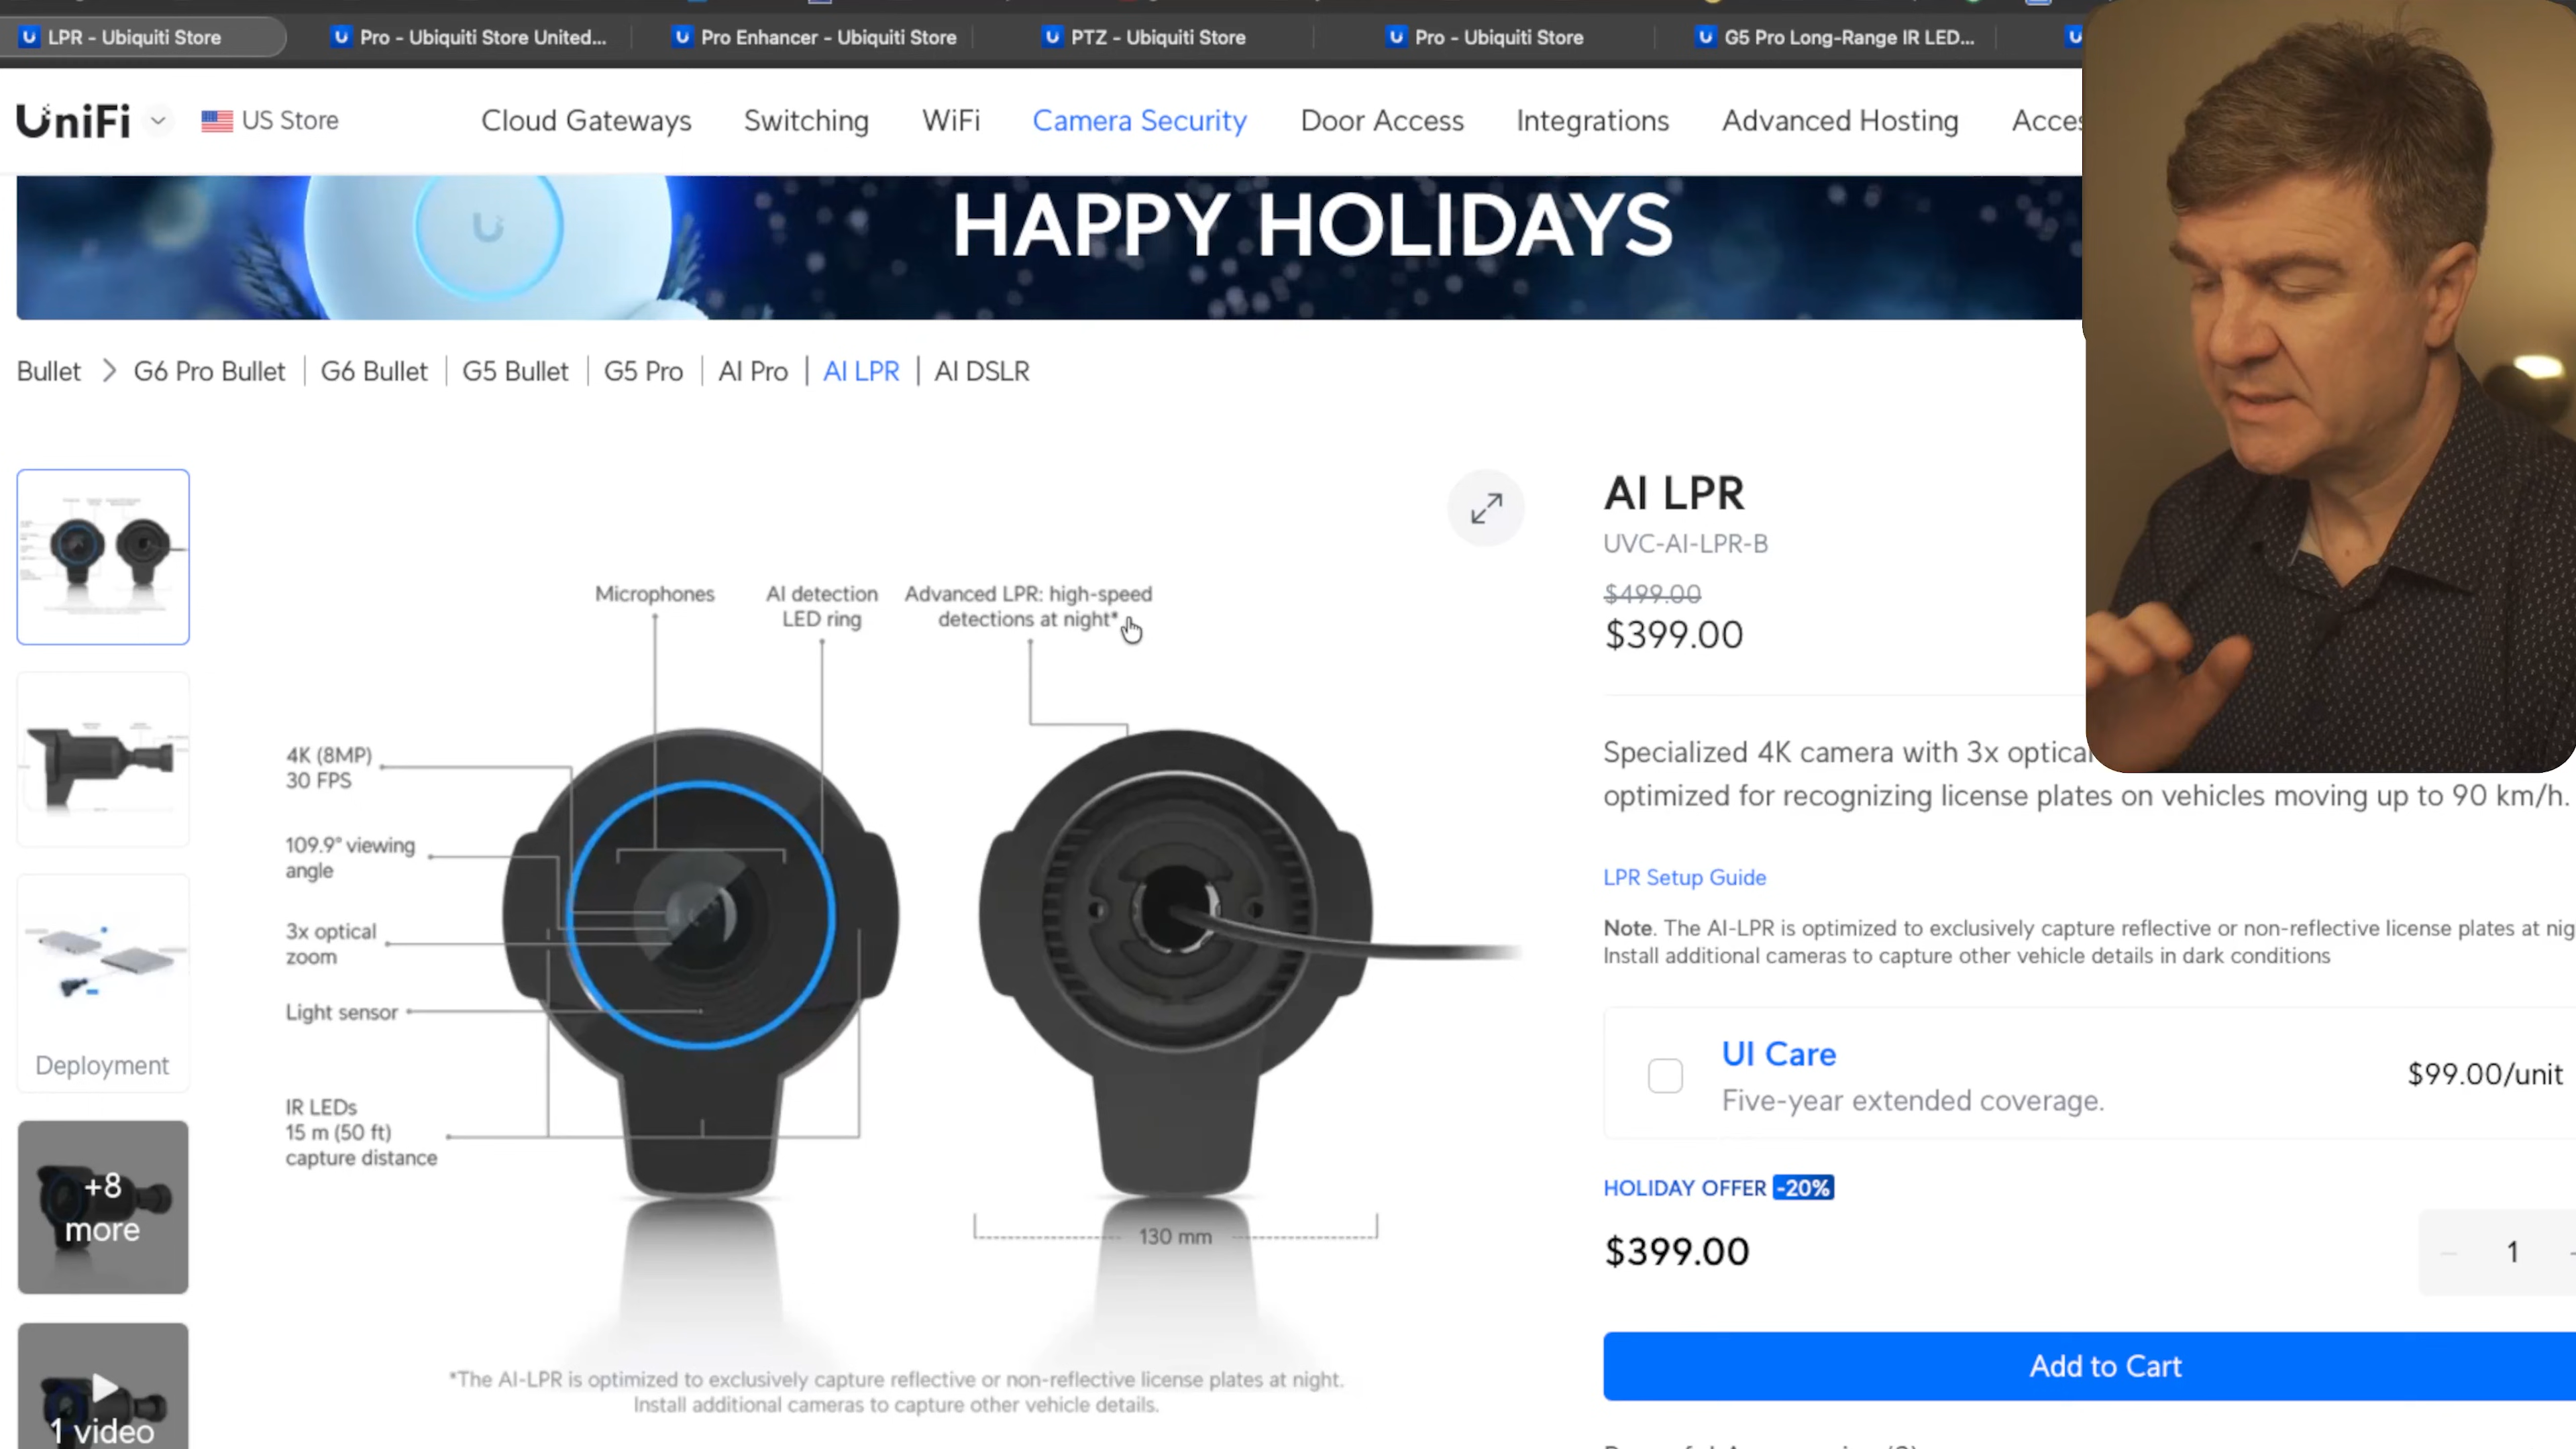 LPR - Ubiquiti Store
Pro - Ubiquiti Store United...
Pro Enhancer - Ubiquiti Store
PTZ - Ubiquiti Store
Pro - Ubiquiti Store
G5 Pro Long-Range IR LED...
UniFi
US Store
Cloud Gateways
Switching
WiFi
Camera Security
Door Access
Integrations
Advanced Hosting
HAPPY HOLIDAYS
Bullet
G6 Pro Bullet
G6 Bullet
G5 Bullet
G5 Pro
AI Pro
AI LPR
AI DSLR
Deployment
+8
more
1 video
Microphones
AI detection
LED ring
Advanced LPR: high-speed
detections at night*
4K (8MP)
30 FPS
109.9° viewing
angle
3x optical
zoom
Light sensor
IR LEDs
15 m (50 ft)
capture distance
130 mm
*The AI-LPR is optimized to exclusively capture reflective or non-reflective license plates at night.
Install additional cameras to capture other vehicle details.
AI LPR
UVC-AI-LPR-B
$499.00
$399.00
Specialized 4K camera with 3x optical
optimized for recognizing license plates on vehicles moving up to 90 km/h.
LPR Setup Guide
Note. The AI-LPR is optimized to exclusively capture reflective or non-reflective license plates at
Install additional cameras to capture other vehicle details in dark conditions
UI Care
$99.00/unit
Five-year extended coverage.
HOLIDAY OFFER -20%
$399.00
1
Add to Cart